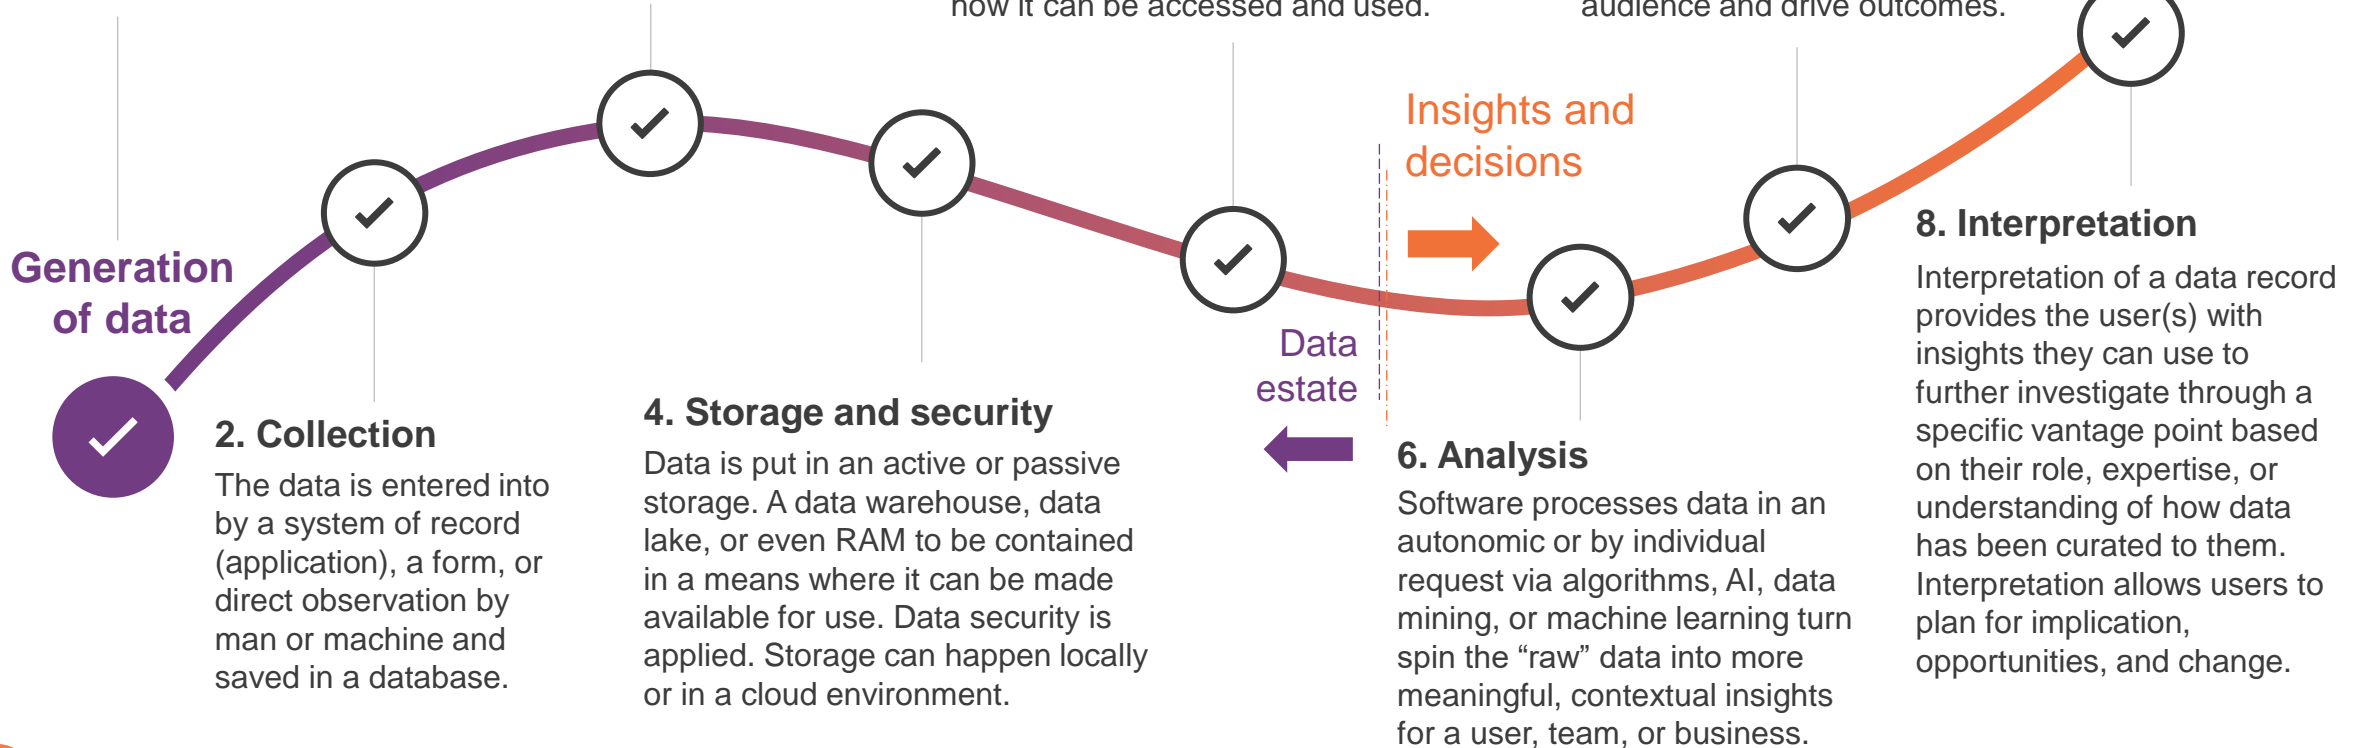 how it can be accessed and used.
audience and drive outcomes.
Insights and
decisions
Generation
of data
Data
estate
2. Collection
The data is entered into
by a system of record
(application), a form, or
direct observation by
man or machine and
saved in a database.
4. Storage and security
Data is put in an active or passive
storage. A data warehouse, data
lake, or even RAM to be contained
in a means where it can be made
available for use. Data security is
applied. Storage can happen locally
or in a cloud environment.
6. Analysis
Software processes data in an
autonomic or by individual
request via algorithms, AI, data
mining, or machine learning turn
spin the “raw” data into more
meaningful, contextual insights
for a user, team, or business.
8. Interpretation
Interpretation of a data record
provides the user(s) with
insights they can use to
further investigate through a
specific vantage point based
on their role, expertise, or
understanding of how data
has been curated to them.
Interpretation allows users to
plan for implication,
opportunities, and change.